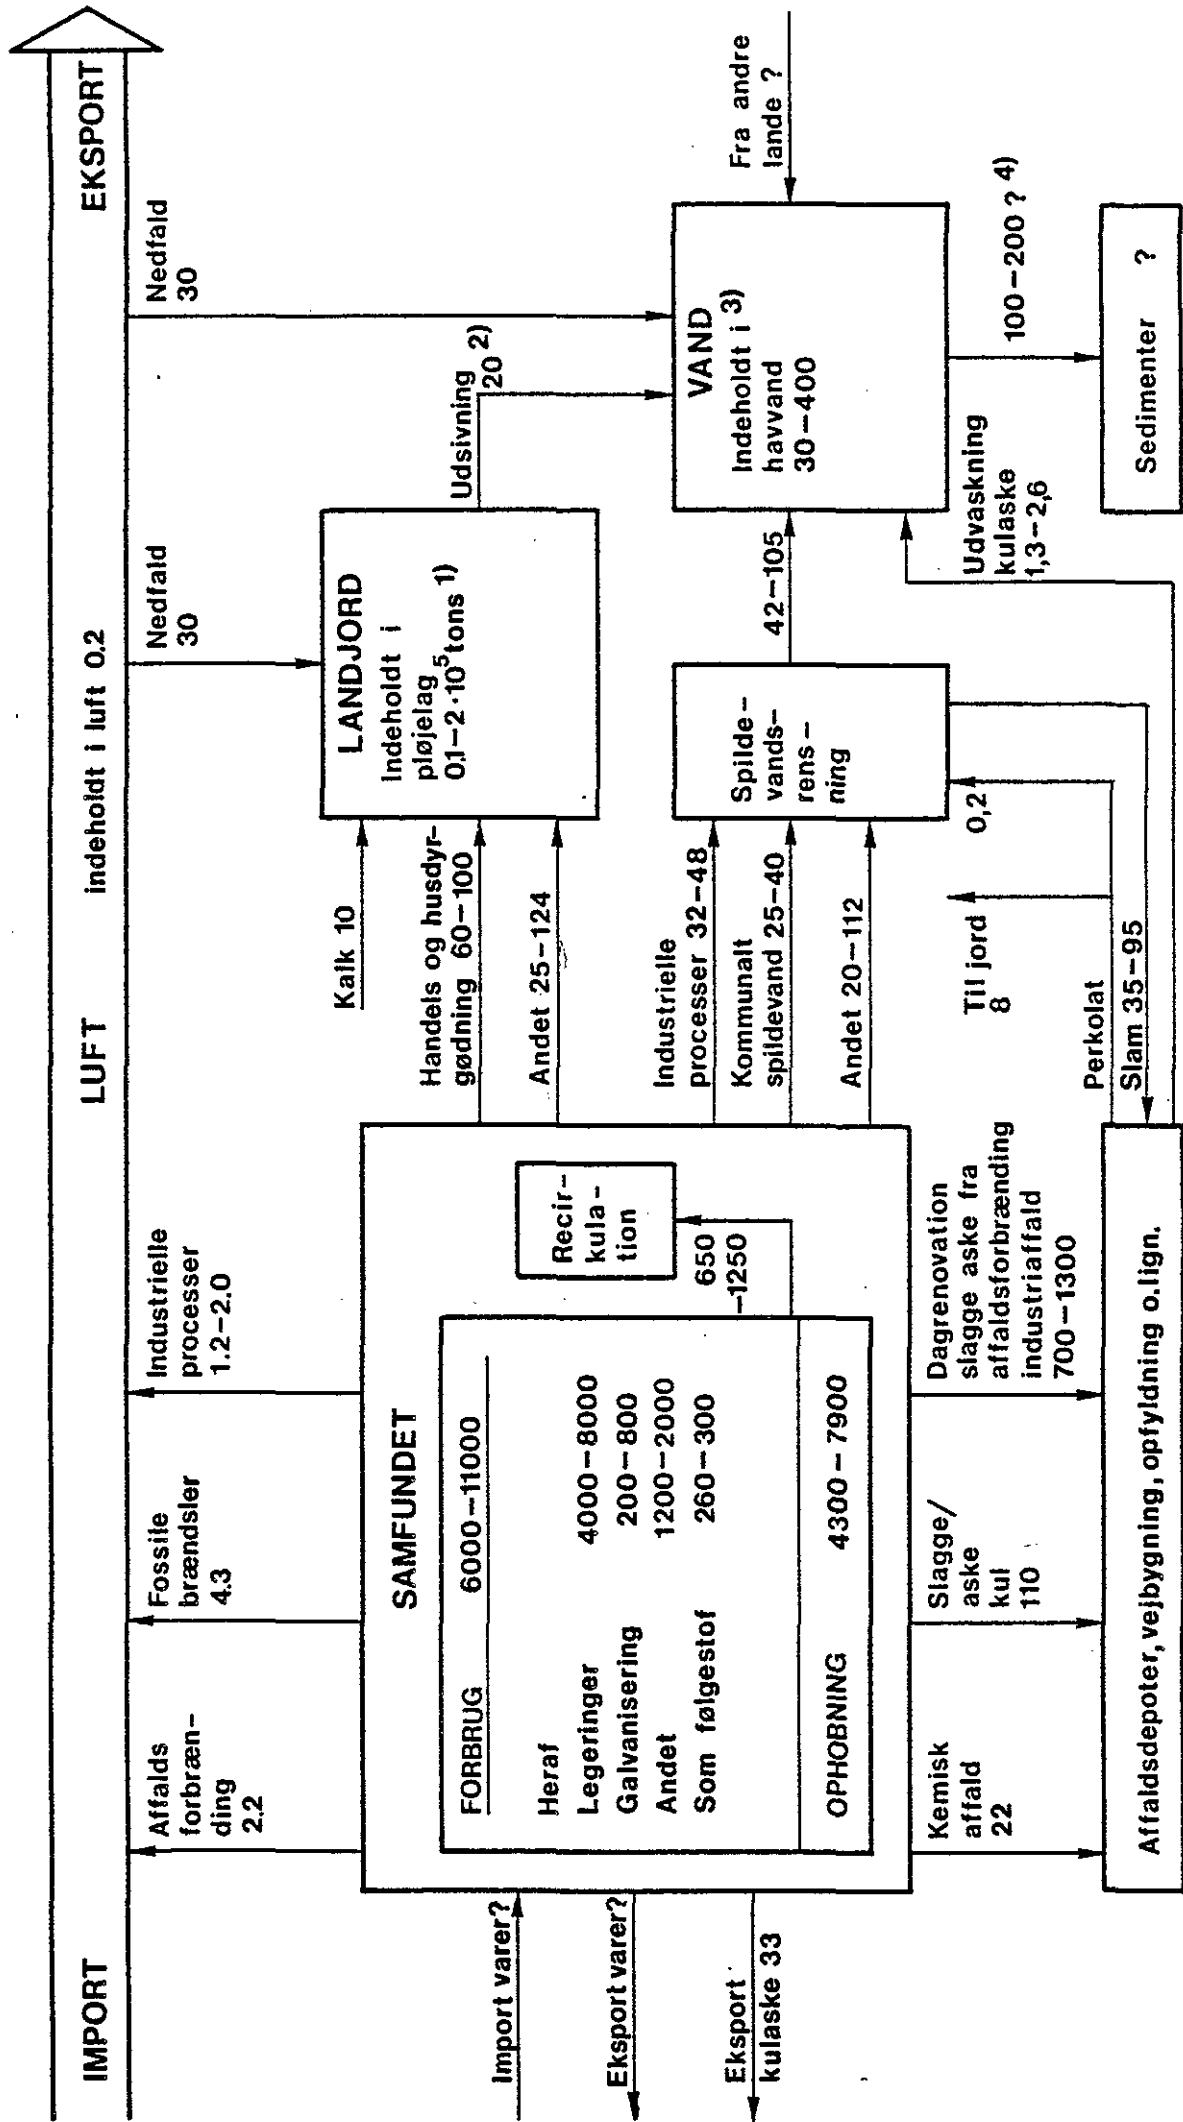 IMPORT
LUFT
indeholdt i luft 0.2
EKSPORT
Affalds
forbræn-
ding
2.2
Fossile
brændsler
4.3
Industrielle
processer
1.2-2.0
Nedfald
30
Nedfald
30
Import varer?
Eksport varer?
Eksport
kulaske 33
SAMFUNDET
FORBRUG 6000-11000
Heraf
Legeringer 4000-8000
Galvanisering 200-800
Andet 1200-2000
Som følgestof 260-300
OPHOBNING 4300-7900
Recir-
kula-
tion
650
-1250
Kalk 10
Handels og husdyr-
gødning 60-100
Andet 25-124
LANDJORD
Indeholdt i
pløjelag
0.1-2·10⁵ tons 1)
Udsivning
20 2)
Industrielle
processer 32-48
Kommunalt
spildevand 25-40
Andet 20-112
Spilde-
vands-
rens-
ning
42-105
VAND
Indeholdt i 3)
havvand
30-400
Fra andre
lande ?
Til jord
8
0,2
Perkolat
Slam 35-95
Udvaskning
kulaske
1,3-2,6
100-200? 4)
Sedimenter ?
Kemisk
affald
22
Slagge/
aske
kul
110
Dagrenovation
slagge aske fra
affaldsforbrænding
industriaffald
700-1300
Affaldsdepoter, vejbygning, opfyldning o.lign.